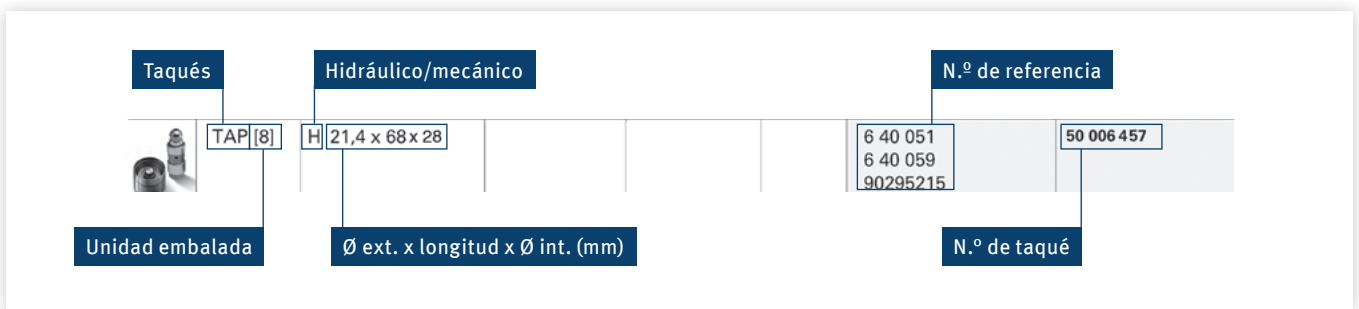 Taqués
Hidráulico/mecánico
N.º de referencia
TAP [8]
H 21,4 x 68 x 28
6 40 051
50 006 457
6 40 059
90295215
Unidad embalada
Ø ext. x longitud x Ø int. (mm)
N.º de taqué